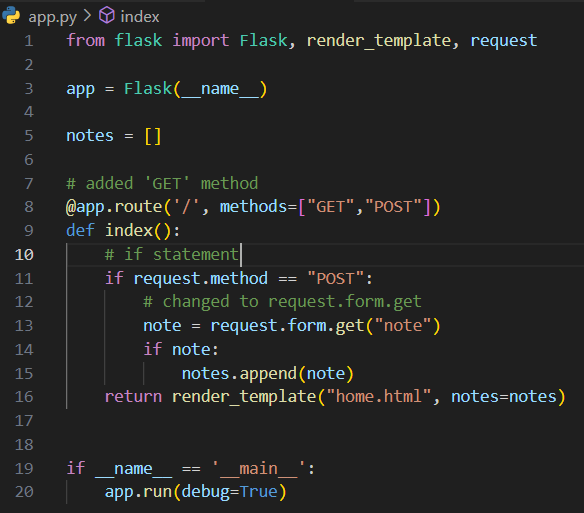 app.py > index
1 from flask import Flask, render_template, request
2
3 app = Flask(__name__)
4
5 notes = []
6
7 # added 'GET' method
8 @app.route('/', methods=["GET","POST"])
9 def index():
10     # if statement
11     if request.method == "POST":
12         # changed to request.form.get
13         note = request.form.get("note")
14         if note:
15             notes.append(note)
16     return render_template("home.html", notes=notes)
17
18
19 if __name__ == '__main__':
20     app.run(debug=True)